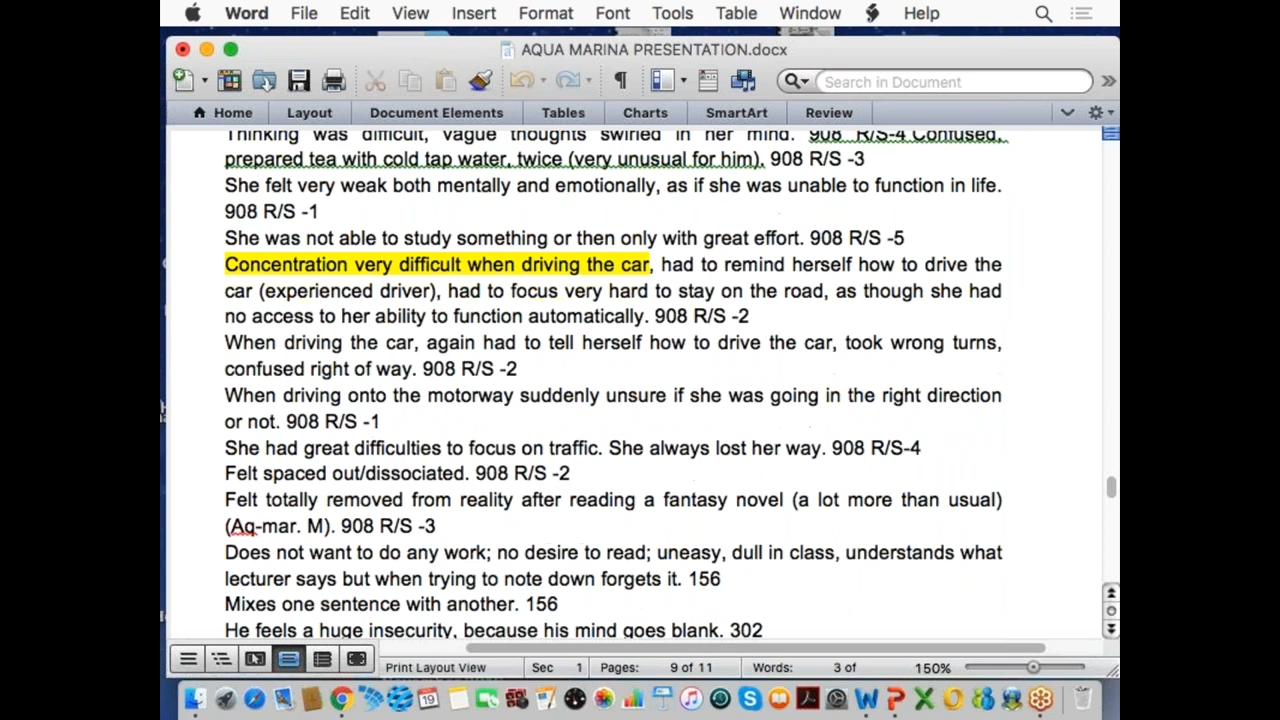 Word File Edit View Insert Format Font Tools Table Window Help
AQUA MARINA PRESENTATION.docx
Search in Document
Home Layout Document Elements Tables Charts SmartArt Review
Thinking was difficult, vague thoughts swirled in her mind. 908 R/S-4 Confused,
prepared tea with cold tap water, twice (very unusual for him). 908 R/S -3
She felt very weak both mentally and emotionally, as if she was unable to function in life.
908 R/S -1
She was not able to study something or then only with great effort. 908 R/S -5
Concentration very difficult when driving the car, had to remind herself how to drive the
car (experienced driver), had to focus very hard to stay on the road, as though she had
no access to her ability to function automatically. 908 R/S -2
When driving the car, again had to tell herself how to drive the car, took wrong turns,
confused right of way. 908 R/S -2
When driving onto the motorway suddenly unsure if she was going in the right direction
or not. 908 R/S -1
She had great difficulties to focus on traffic. She always lost her way. 908 R/S-4
Felt spaced out/dissociated. 908 R/S -2
Felt totally removed from reality after reading a fantasy novel (a lot more than usual)
(Aq-mar. M). 908 R/S -3
Does not want to do any work; no desire to read; uneasy, dull in class, understands what
lecturer says but when trying to note down forgets it. 156
Mixes one sentence with another. 156
He feels a huge insecurity, because his mind goes blank. 302
Print Layout View Sec 1 Pages: 9 of 11 Words: 3 of 150%
19